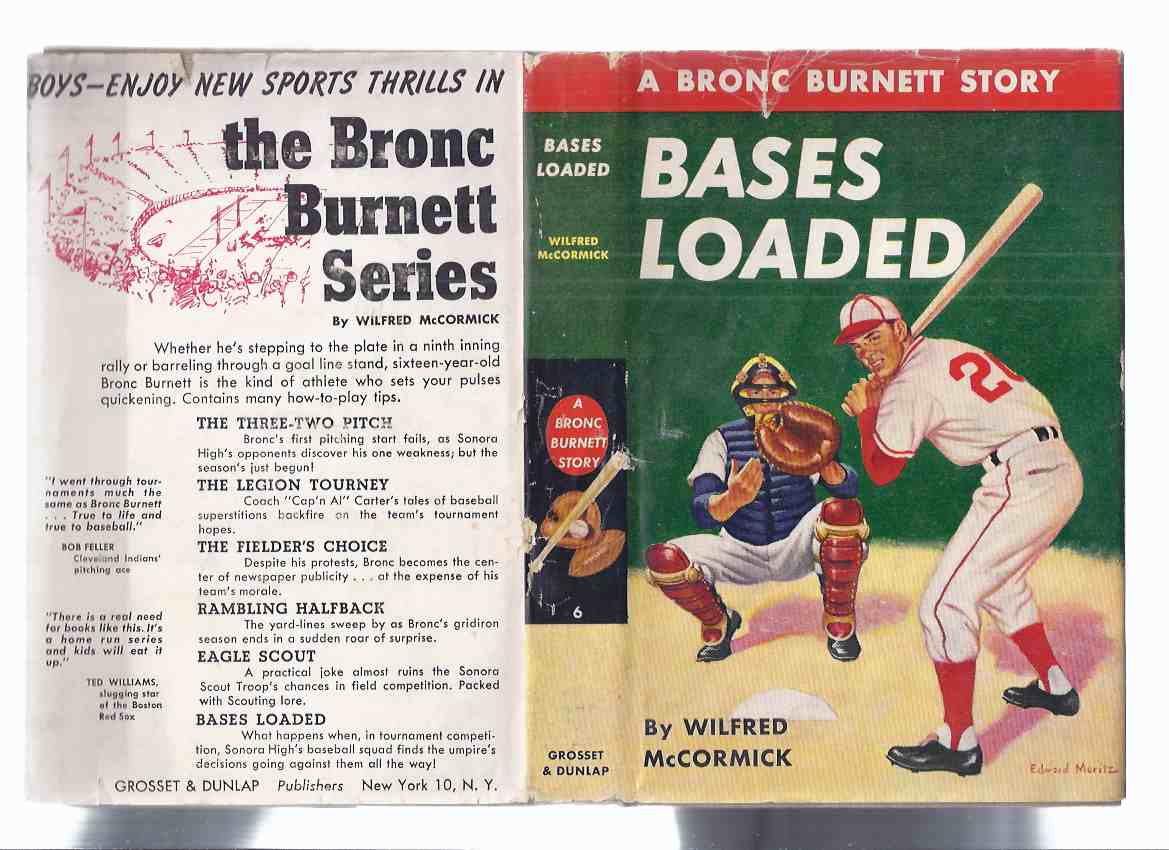 BOYS—ENJOY NEW SPORTS THRILLS IN
the Bronc
Burnett
Series
By WILFRED McCORMICK
Whether he's stepping to the plate in a ninth inning
rally or barreling through a goal line stand, sixteen-year-old
Bronc Burnett is the kind of athlete who sets your pulses
quickening. Contains many how-to-play tips.
THE THREE-TWO PITCH
Bronc's first pitching start fails, as Sonora
High's opponents discover his one weakness; but the
season's just begun!
THE LEGION TOURNEY
Coach "Cap'n Al" Carter's tales of baseball
superstitions backfire on the team's tournament
hopes.
THE FIELDER'S CHOICE
Despite his protests, Bronc becomes the cen-
ter of newspaper publicity . . . at the expense of his
team's morale.
RAMBLING HALFBACK
The yard-lines sweep by as Bronc's gridiron
season ends in a sudden roar of surprise.
EAGLE SCOUT
A practical joke almost ruins the Sonora
Scout Troop's chances in field competition. Packed
with Scouting lore.
BASES LOADED
What happens when, in tournament competi-
tion, Sonora High's baseball squad finds the umpire's
decisions going against them all the way!
"I went through tour-
naments much the
same as Bronc Burnett
. . . True to life and
true to baseball."
BOB FELLER
Cleveland Indians'
pitching ace
"There is a real need
for books like this. It's
a home run series
and kids will eat it
up."
TED WILLIAMS,
slugging star
of the Boston
Red Sox
GROSSET & DUNLAP Publishers New York 10, N. Y.
BASES
LOADED
WILFRED
McCORMICK
A
BRONC
BURNETT
STORY
6
GROSSET
& DUNLAP
A BRONC BURNETT STORY
BASES
LOADED
By WILFRED
McCORMICK
Edward Moritz